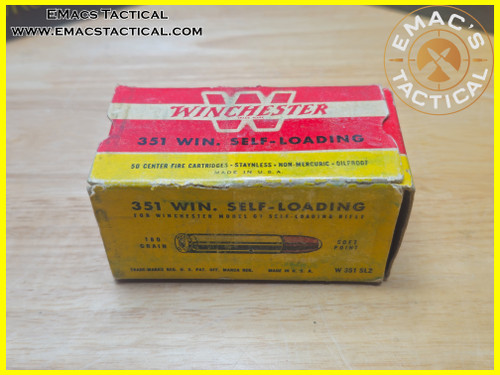 EMacs Tactical
www.emacstactical.com
EMAC'S
TACTICAL
W
WINCHESTER
351 WIN. SELF-LOADING
50 CENTER FIRE CARTRIDGES - STAYNLESS - NON-MERCURIC - OILPROOF
MADE IN U.S.A.
351 WIN. SELF-LOADING
FOR WINCHESTER MODEL 07 SELF-LOADING RIFLE
180 GRAIN
SOFT POINT
TRADE-MARKS REG. U.S. PAT. OFF. MARCAS REG.
MADE IN U.S.A.
W 351 SL2